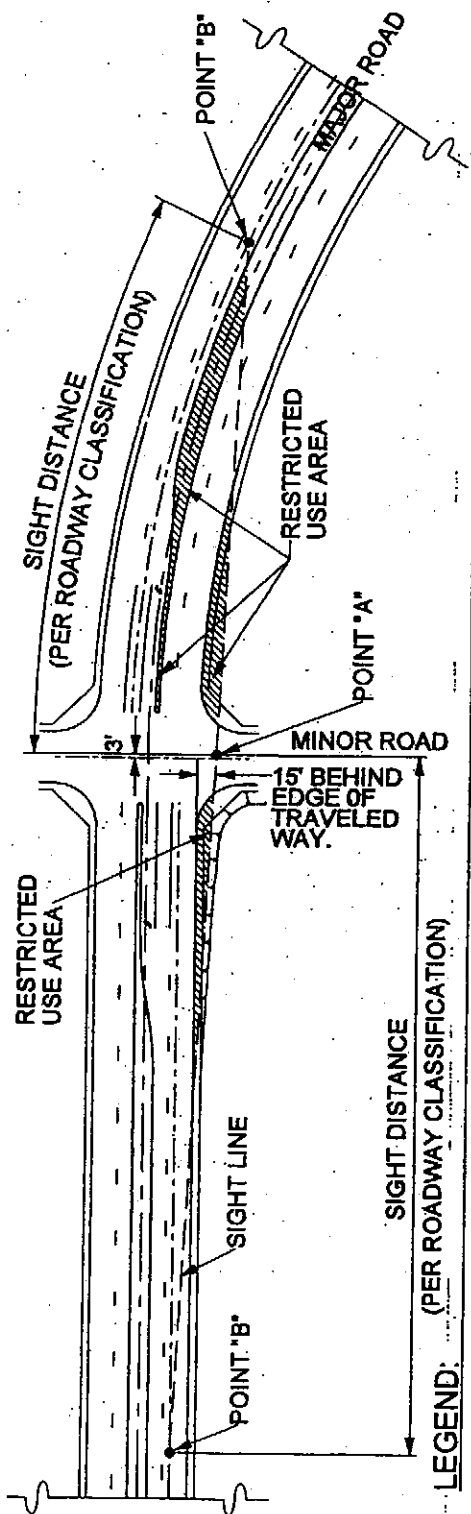 SIGHT DISTANCE
(PER ROADWAY CLASSIFICATION)
POINT "B"
MAJOR ROAD
RESTRICTED
USE AREA
3'
POINT "A"
MINOR ROAD
15' BEHIND
EDGE OF
TRAVELED
WAY.
RESTRICTED
USE AREA
SIGHT LINE
POINT "B"
SIGHT DISTANCE
(PER ROADWAY CLASSIFICATION)
LEGEND: